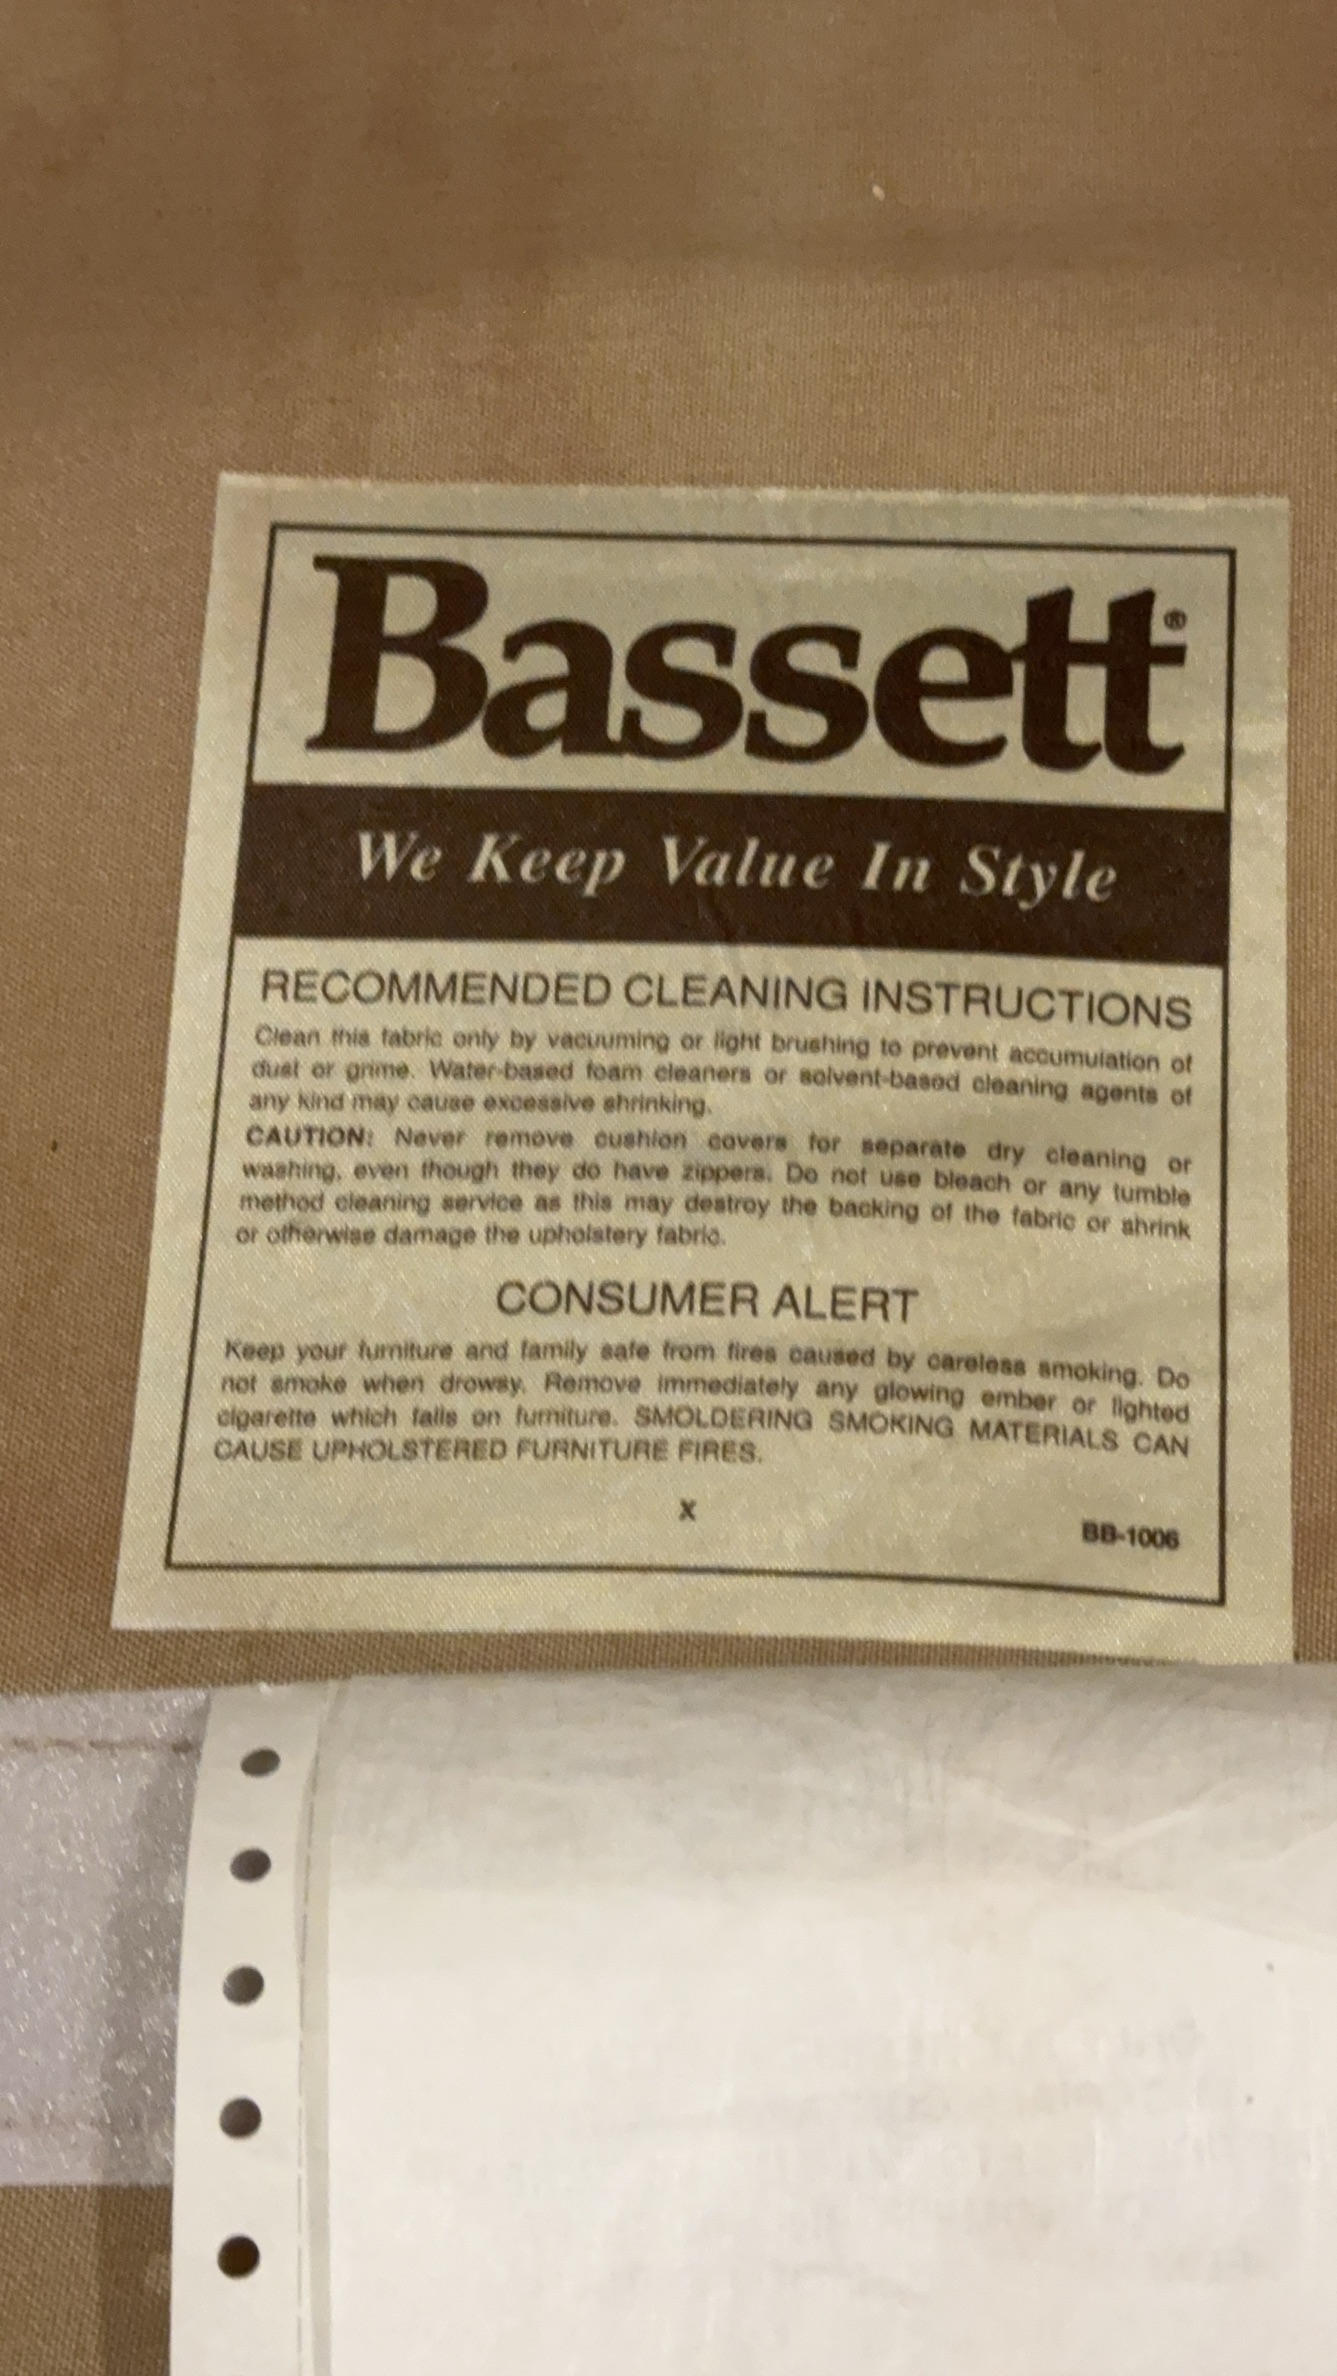 Bassett®
We Keep Value In Style
RECOMMENDED CLEANING INSTRUCTIONS
Clean this fabric only by vacuuming or light brushing to prevent accumulation of
dust or grime. Water-based foam cleaners or solvent-based cleaning agents of
any kind may cause excessive shrinking.
CAUTION: Never remove cushion covers for separate dry cleaning or
washing, even though they do have zippers. Do not use bleach or any tumble
method cleaning service as this may destroy the backing of the fabric or shrink
or otherwise damage the upholstery fabric.
CONSUMER ALERT
Keep your furniture and family safe from fires caused by careless smoking. Do
not smoke when drowsy. Remove immediately any glowing ember or lighted
cigarette which falls on furniture. SMOLDERING SMOKING MATERIALS CAN
CAUSE UPHOLSTERED FURNITURE FIRES.
X
BB-1006